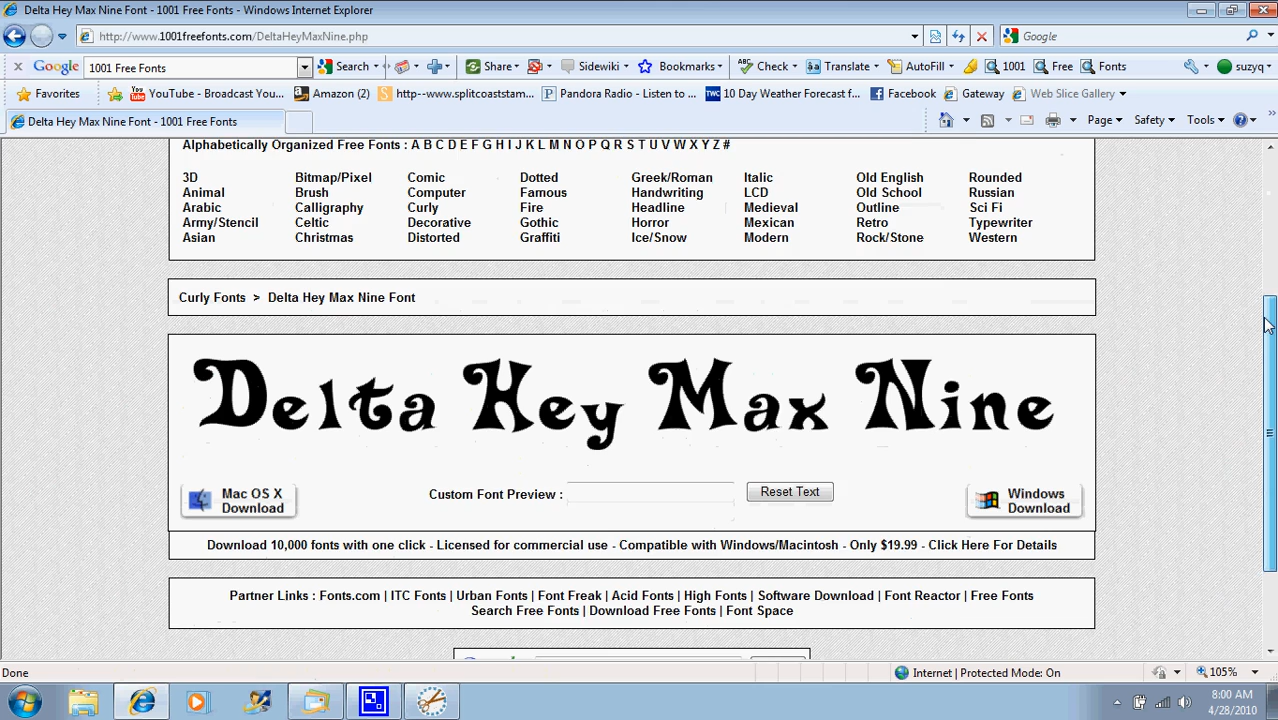 Delta Hey Max Nine Font - 1001 Free Fonts - Windows Internet Explorer
http://www.1001freefonts.com/DeltaHeyMaxNine.php
Google
Google 1001 Free Fonts Search Share Sidewiki Bookmarks Check Translate AutoFill 1001 Free Fonts suzyq
Favorites YouTube - Broadcast You... Amazon (2) http--www.splitcoaststam... Pandora Radio - Listen to ... 10 Day Weather Forecast f... Facebook Gatewa Web Slice Gallery
Delta Hey Max Nine Font - 1001 Free Fonts Page Safety Tools
Alphabetically Organized Free Fonts : A B C D E F G H I J K L M N O P Q R S T U V W X Y Z #
3D Bitmap/Pixel Comic Dotted Greek/Roman Italic Old English Rounded
Animal Brush Computer Famous Handwriting LCD Old School Russian
Arabic Calligraphy Curly Fire Headline Medieval Outline Sci Fi
Army/Stencil Celtic Decorative Gothic Horror Mexican Retro Typewriter
Asian Christmas Distorted Graffiti Ice/Snow Modern Rock/Stone Western
Curly Fonts > Delta Hey Max Nine Font
Delta Hey Max Nine
Mac OS X Download
Custom Font Preview : Reset Text
Windows Download
Download 10,000 fonts with one click - Licensed for commercial use - Compatible with Windows/Macintosh - Only $19.99 - Click Here For Details
Partner Links : Fonts.com | ITC Fonts | Urban Fonts | Font Freak | Acid Fonts | High Fonts | Software Download | Font Reactor | Free Fonts
Search Free Fonts | Download Free Fonts | Font Space
Done Internet | Protected Mode: On 105%
8:00 AM
4/28/2010